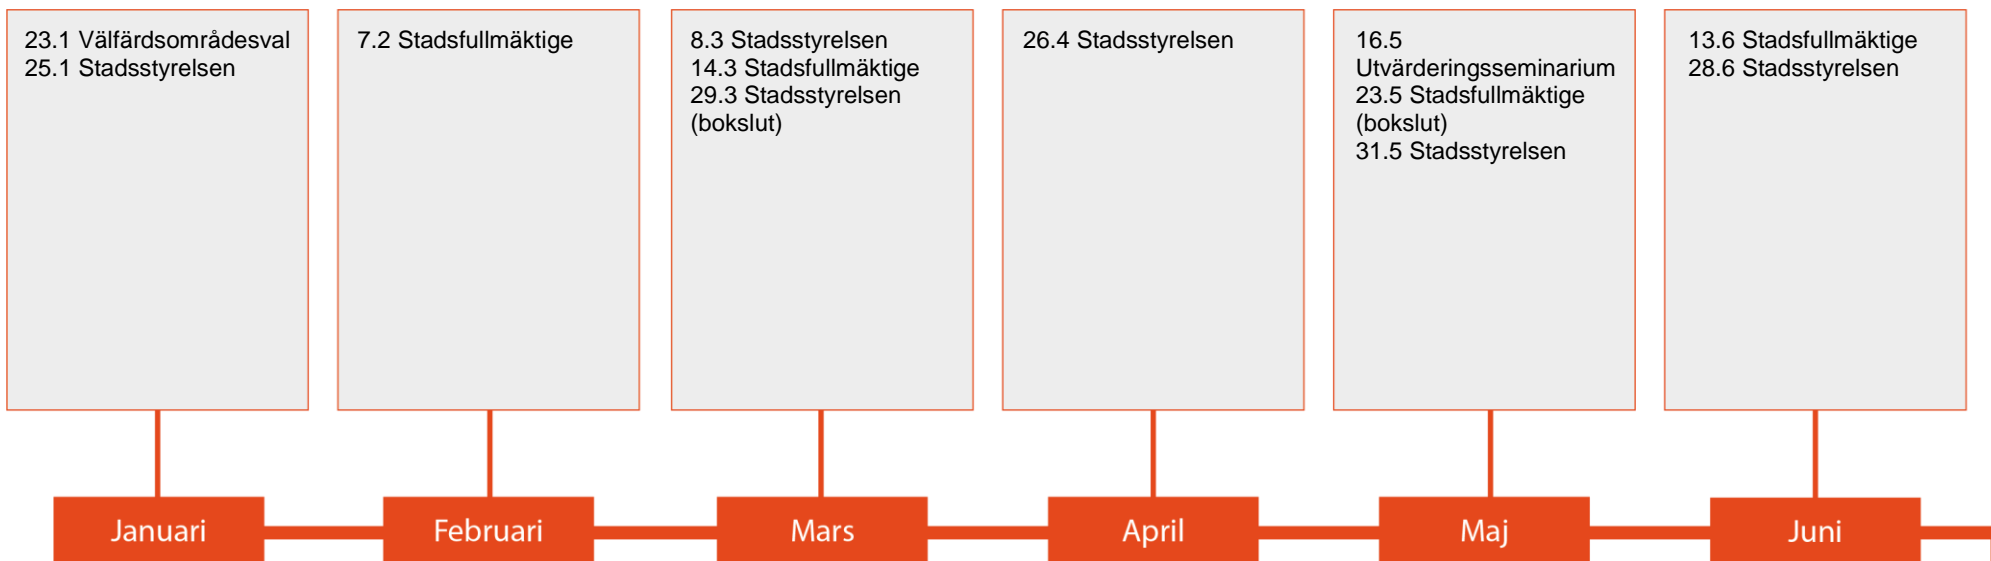 23.1 Välfärdsområdesval
25.1 Stadsstyrelsen
7.2 Stadsfullmäktige
8.3 Stadsstyrelsen
14.3 Stadsfullmäktige
29.3 Stadsstyrelsen
(bokslut)
26.4 Stadsstyrelsen
16.5
Utvärderingsseminarium
23.5 Stadsfullmäktige
(bokslut)
31.5 Stadsstyrelsen
13.6 Stadsfullmäktige
28.6 Stadsstyrelsen
Januari
Februari
Mars
April
Maj
Juni